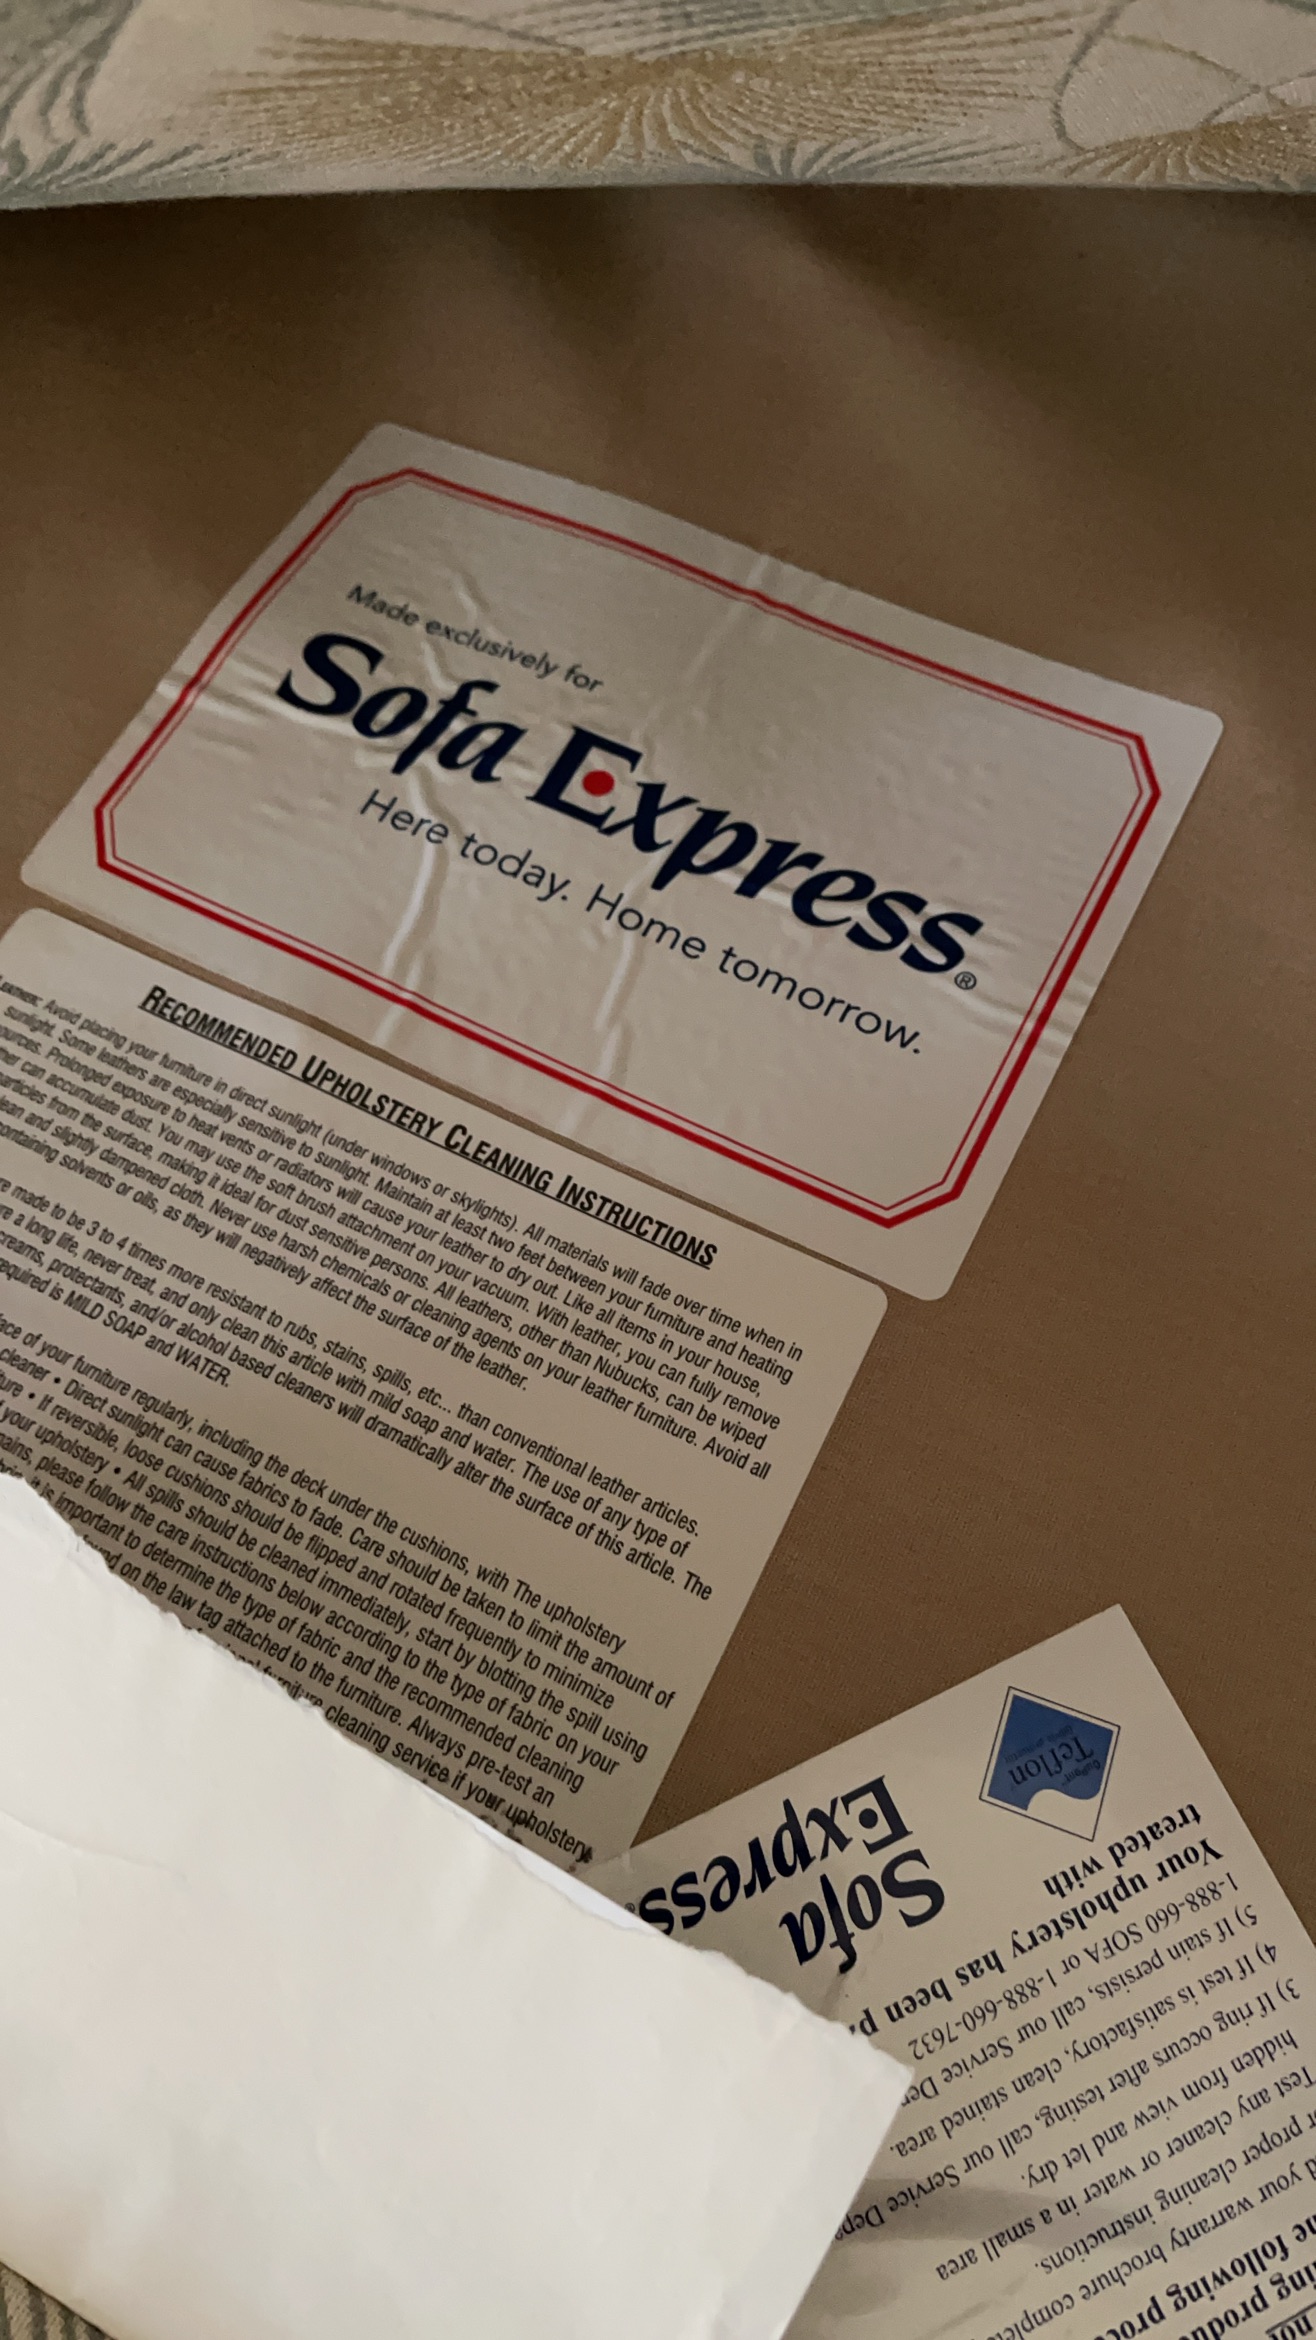 Made exclusively for
Sofa Express®
Here today. Home tomorrow.
RECOMMENDED UPHOLSTERY CLEANING INSTRUCTIONS
LEATHER: Avoid placing your furniture in direct sunlight (under windows or skylights). All materials will fade over time when in
sunlight. Some leathers are especially sensitive to sunlight. Maintain at least two feet between your furniture and heating
Prolonged exposure to heat vents or radiators will cause your leather to dry out. Like all items in your house,
can accumulate dust. You may use the soft brush attachment on your vacuum. With leather, you can fully remove
particles from the surface, making it ideal for dust sensitive persons. All leathers, other than Nubucks, can be wiped
and slightly dampened cloth. Never use harsh chemicals or cleaning agents on your leather furniture. Avoid all
containing solvents or oils, as they will negatively affect the surface of the leather.
made to be 3 to 4 times more resistant to rubs, stains, spills, etc... than conventional leather articles.
a long life, never treat, and only clean this article with mild soap and water. The use of any type of
creams, protectants, and/or alcohol based cleaners will dramatically alter the surface of this article. The
required is MILD SOAP and WATER.
of your furniture regularly, including the deck under the cushions, with The upholstery
cleaner • Direct sunlight can cause fabrics to fade. Care should be taken to limit the amount of
• If reversible, loose cushions should be flipped and rotated frequently to minimize
your upholstery • All spills should be cleaned immediately, start by blotting the spill using
please follow the care instructions below according to the type of fabric on your
it is important to determine the type of fabric and the recommended cleaning
on the law tag attached to the furniture. Always pre-test an
cleaning service if your upholstery
following
your warranty brochure
proper cleaning instructions.
Test any cleaner or water in a small area
hidden from view and let dry.
3) If ring occurs after testing, call our Service
4) If test is satisfactory, clean stained area.
5) If stain persists, call our Service
1-888-660 SOFA or 1-888-660-7632
Your upholstery has been
treated with
DuPont
Teflon
Sofa
Express®